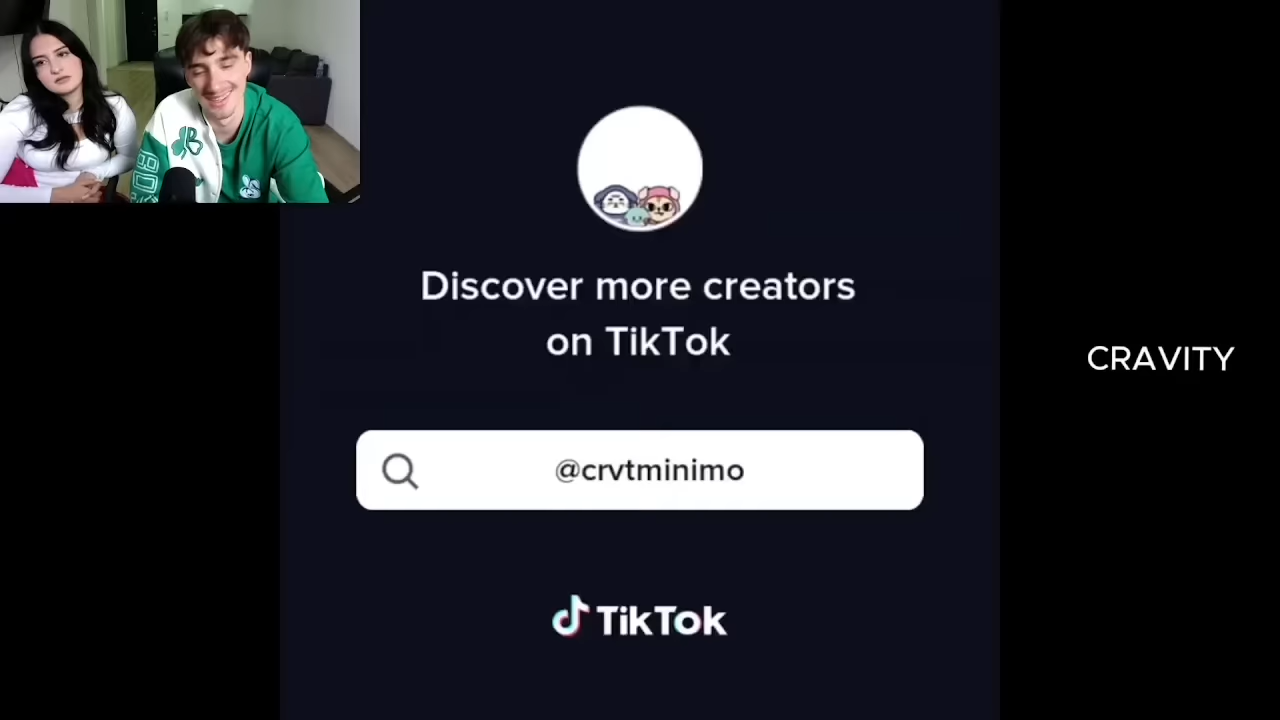 Discover more creators
on TikTok
@crvtminimo
TikTok
CRAVITY